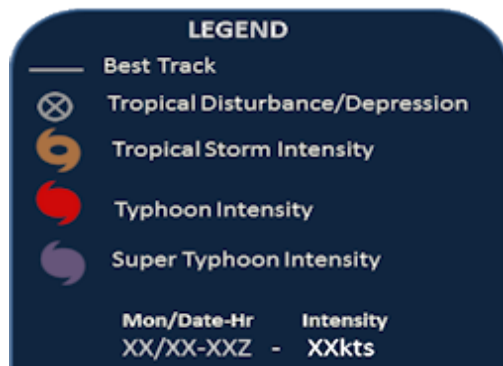 LEGEND
Best Track
Tropical Disturbance/Depression
Tropical Storm Intensity
Typhoon Intensity
Super Typhoon Intensity
Mon/Date-Hr Intensity
XX/XX-XXZ - XXkts